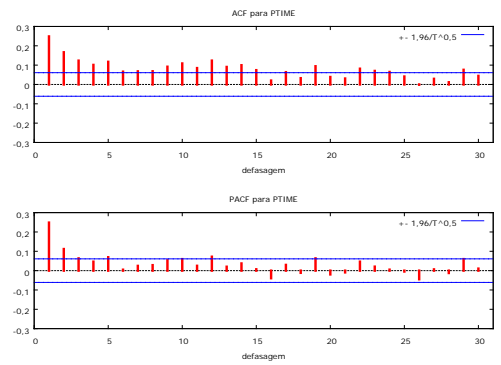 ACF para PTIME
+- 1,96/T^0,5
0,3
0,2
0,1
0
-0,1
-0,2
-0,3
0 5 10 15 20 25 30
defasagem
PACF para PTIME
+- 1,96/T^0,5
0,3
0,2
0,1
0
-0,1
-0,2
-0,3
0 5 10 15 20 25 30
defasagem